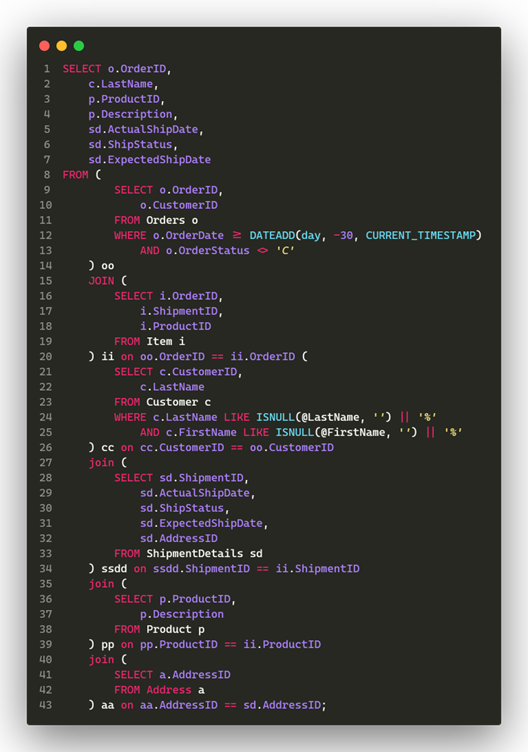 1 SELECT o.OrderID,
2 c.LastName,
3 p.ProductID,
4 p.Description,
5 sd.ActualShipDate,
6 sd.ShipStatus,
7 sd.ExpectedShipDate
8 FROM (
9 SELECT o.OrderID,
10 o.CustomerID
11 FROM Orders o
12 WHERE o.OrderDate ≥ DATEADD(day, -30, CURRENT_TIMESTAMP)
13 AND o.OrderStatus <> 'C'
14 ) oo
15 JOIN (
16 SELECT i.OrderID,
17 i.ShipmentID,
18 i.ProductID
19 FROM Item i
20 ) ii on oo.OrderID == ii.OrderID (
21 SELECT c.CustomerID,
22 c.LastName
23 FROM Customer c
24 WHERE c.LastName LIKE ISNULL(@LastName, '') || '%'
25 AND c.FirstName LIKE ISNULL(@FirstName, '') || '%'
26 ) cc on cc.CustomerID == oo.CustomerID
27 join (
28 SELECT sd.ShipmentID,
29 sd.ActualShipDate,
30 sd.ShipStatus,
31 sd.ExpectedShipDate,
32 sd.AddressID
33 FROM ShipmentDetails sd
34 ) ssdd on ssdd.ShipmentID == ii.ShipmentID
35 join (
36 SELECT p.ProductID,
37 p.Description
38 FROM Product p
39 ) pp on pp.ProductID == ii.ProductID
40 join (
41 SELECT a.AddressID
42 FROM Address a
43 ) aa on aa.AddressID == sd.AddressID;